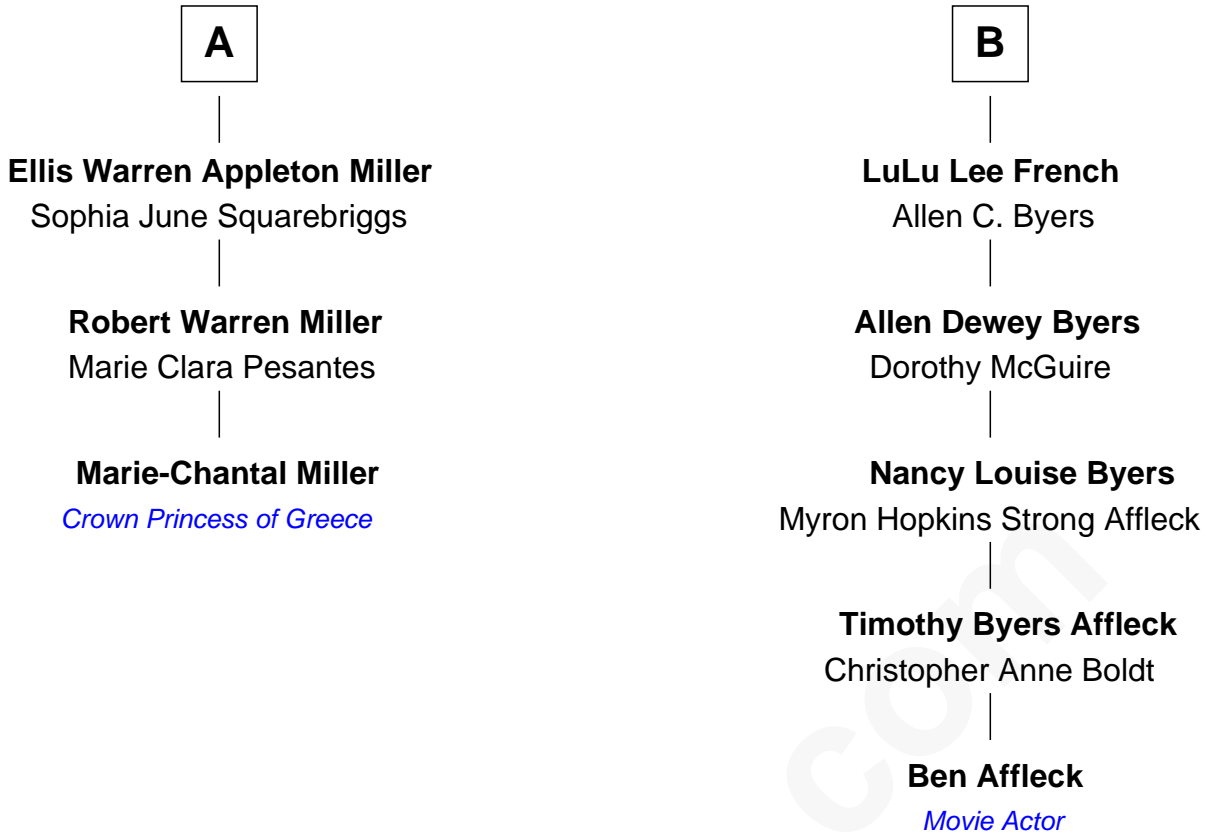 A
Ellis Warren Appleton Miller
Sophia June Squarebriggs
Robert Warren Miller
Marie Clara Pesantes
Marie-Chantal Miller
Crown Princess of Greece
B
LuLu Lee French
Allen C. Byers
Allen Dewey Byers
Dorothy McGuire
Nancy Louise Byers
Myron Hopkins Strong Affleck
Timothy Byers Affleck
Christopher Anne Boldt
Ben Affleck
Movie Actor
com